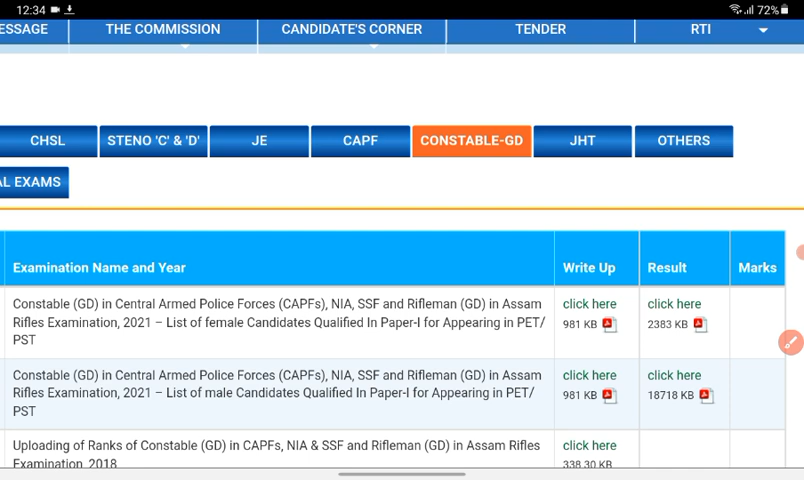 12:34
72%
ESSAGE
THE COMMISSION
CANDIDATE'S CORNER
TENDER
RTI
CHSL
STENO 'C' & 'D'
JE
CAPF
CONSTABLE-GD
JHT
OTHERS
AL EXAMS
Examination Name and Year
Write Up
Result
Marks
Constable (GD) in Central Armed Police Forces (CAPFs), NIA, SSF and Rifleman (GD) in Assam
Rifles Examination, 2021 – List of female Candidates Qualified In Paper-I for Appearing in PET/
PST
click here
981 KB
click here
2383 KB
Constable (GD) in Central Armed Police Forces (CAPFs), NIA, SSF and Rifleman (GD) in Assam
Rifles Examination, 2021 – List of male Candidates Qualified In Paper-I for Appearing in PET/
PST
click here
981 KB
click here
18718 KB
Uploading of Ranks of Constable (GD) in CAPFs, NIA & SSF and Rifleman (GD) in Assam Rifles
Examination, 2018
click here
338.30 KB